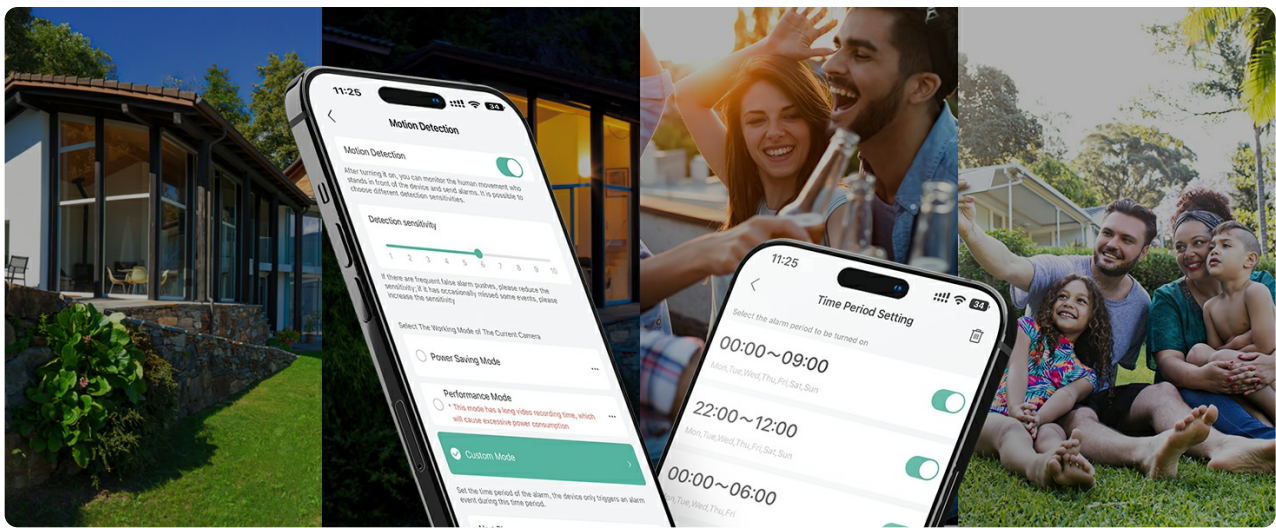 11:25
34
Motion Detection
Motion Detection
After turning it on, you can monitor the human movement who
stands in front of the device and send alarms. It is possible to
choose different detection sensitivities.
Detection sensitivity
1 2 3 4 5 6 7 8 9 10
If there are frequent false alarm pushes, please reduce the
sensitivity; if it has occasionally missed some events, please
increase the sensitivity
Select The Working Mode of The Current Camera
Power Saving Mode
Performance Mode
* This mode has a long video recording time, which
will cause excessive power consumption
Custom Mode
Set the time period of the alarm, the device only triggers an alarm
event during this time period.
11:25
34
Time Period Setting
Select the alarm period to be turned on
00:00~09:00
Mon,Tue,Wed,Thu,Fri,Sat,Sun
22:00~12:00
Mon,Tue,Wed,Thu,Fri,Sat,Sun
00:00~06:00
Tue,Wed,Thu,Fri